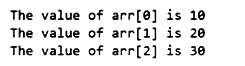 The value of arr[0] is 10
The value of arr[1] is 20
The value of arr[2] is 30